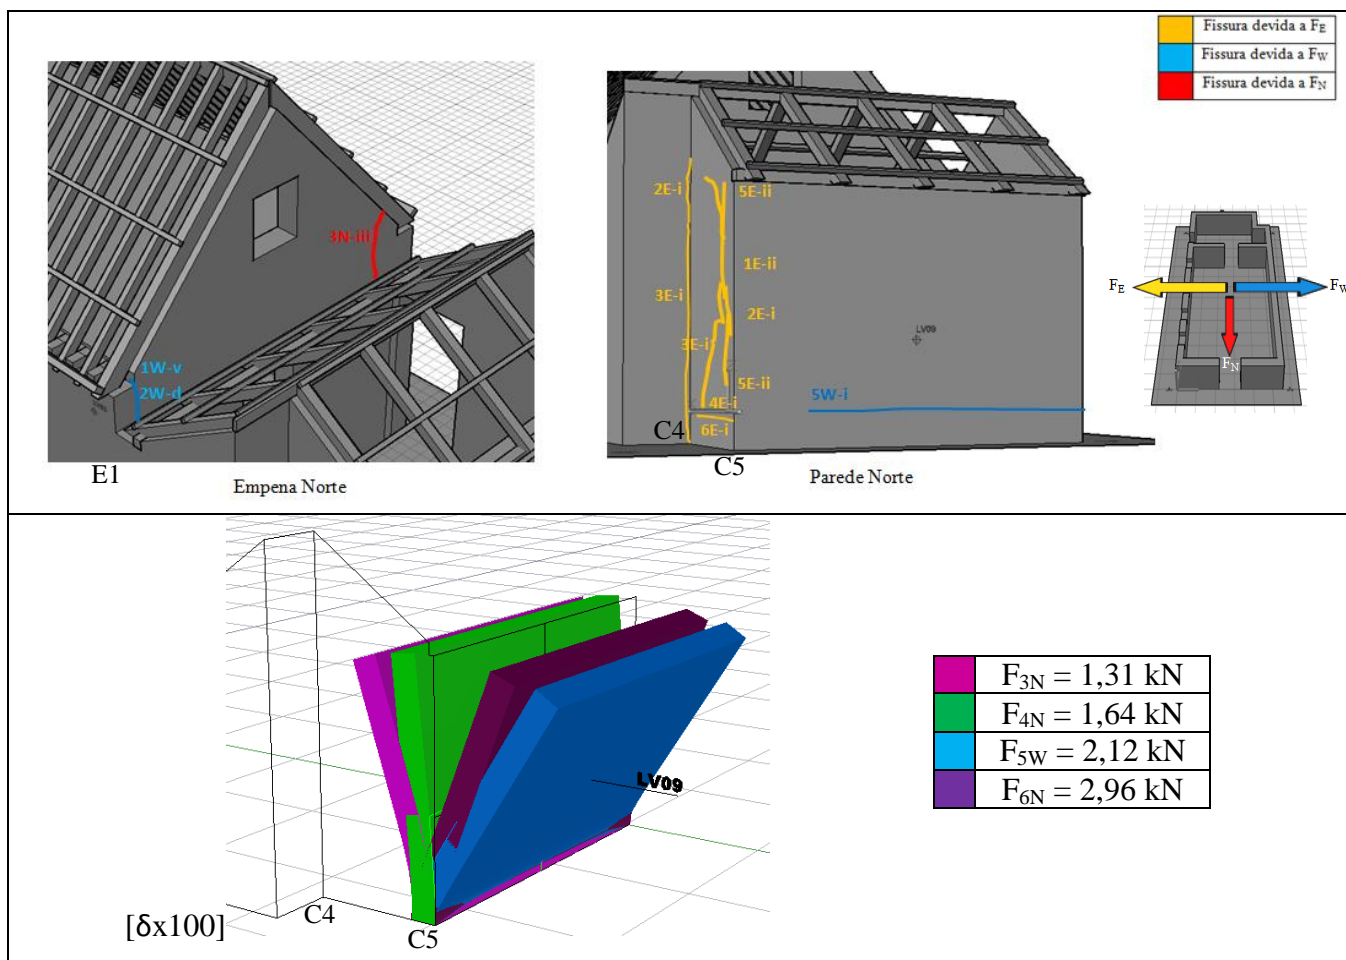 Fissura devida a FE
Fissura devida a FW
Fissura devida a FN
3N-iii
1W-v
2W-d
E1
Empena Norte
2E-i
5E-ii
1E-ii
3E-i
2E-i
3E-i
LV09
5E-ii
4E-i
5W-i
6E-i
C4
C5
Parede Norte
FE
FW
FN
LV09
C4
C5
[δx100]
F3N = 1,31 kN
F4N = 1,64 kN
F5W = 2,12 kN
F6N = 2,96 kN